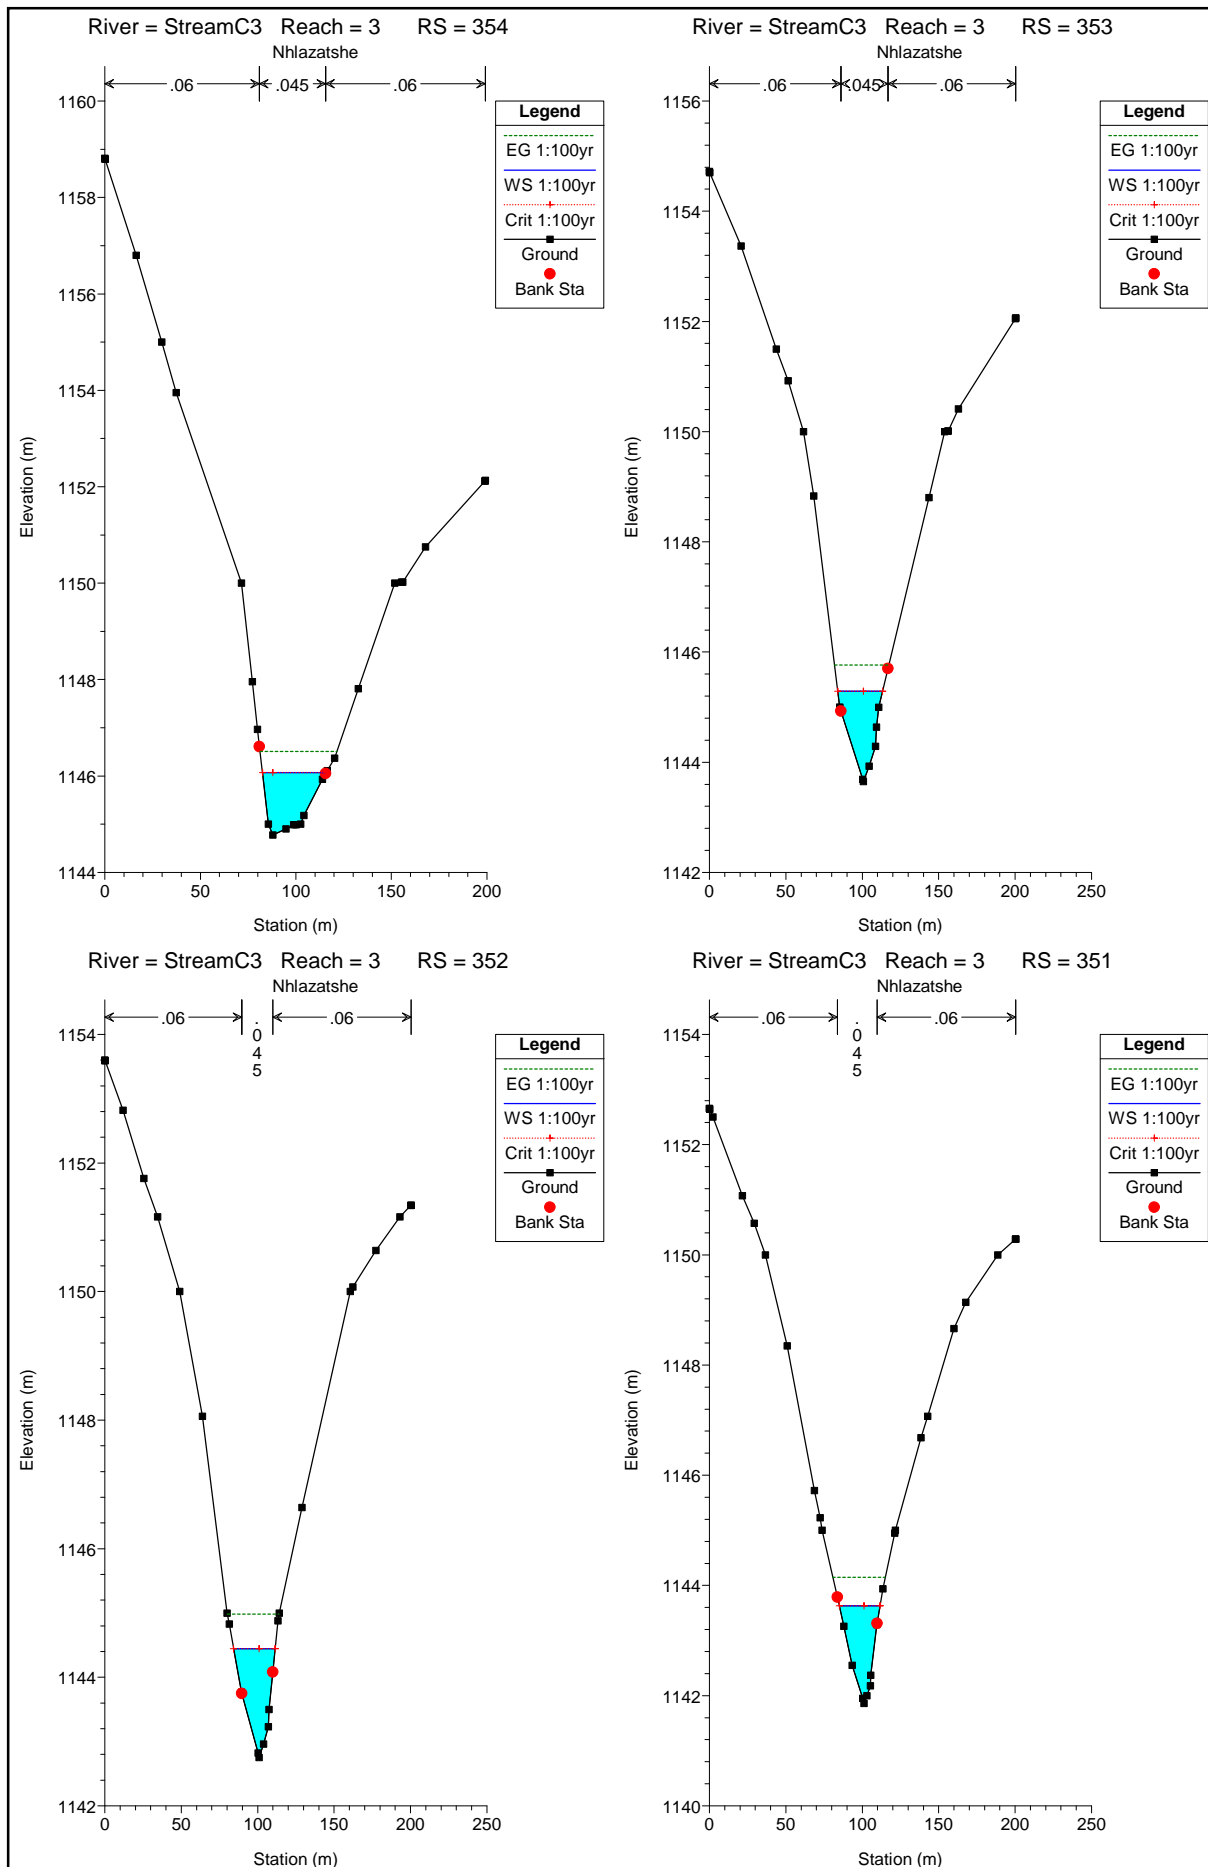 River = StreamC3 Reach = 3 RS = 354
Nhlazatshe
.06 .045 .06
Legend
EG 1:100yr
WS 1:100yr
Crit 1:100yr
Ground
Bank Sta
1160
1158
1156
1154
1152
1150
1148
1146
1144
Elevation (m)
0 50 100 150 200
Station (m)
River = StreamC3 Reach = 3 RS = 353
Nhlazatshe
.06 .045 .06
Legend
EG 1:100yr
WS 1:100yr
Crit 1:100yr
Ground
Bank Sta
1156
1154
1152
1150
1148
1146
1144
1142
Elevation (m)
0 50 100 150 200 250
Station (m)
River = StreamC3 Reach = 3 RS = 352
Nhlazatshe
.06 .045 .06
Legend
EG 1:100yr
WS 1:100yr
Crit 1:100yr
Ground
Bank Sta
1154
1152
1150
1148
1146
1144
1142
Elevation (m)
0 50 100 150 200 250
Station (m)
River = StreamC3 Reach = 3 RS = 351
Nhlazatshe
.06 .045 .06
Legend
EG 1:100yr
WS 1:100yr
Crit 1:100yr
Ground
Bank Sta
1154
1152
1150
1148
1146
1144
1142
1140
Elevation (m)
0 50 100 150 200 250
Station (m)